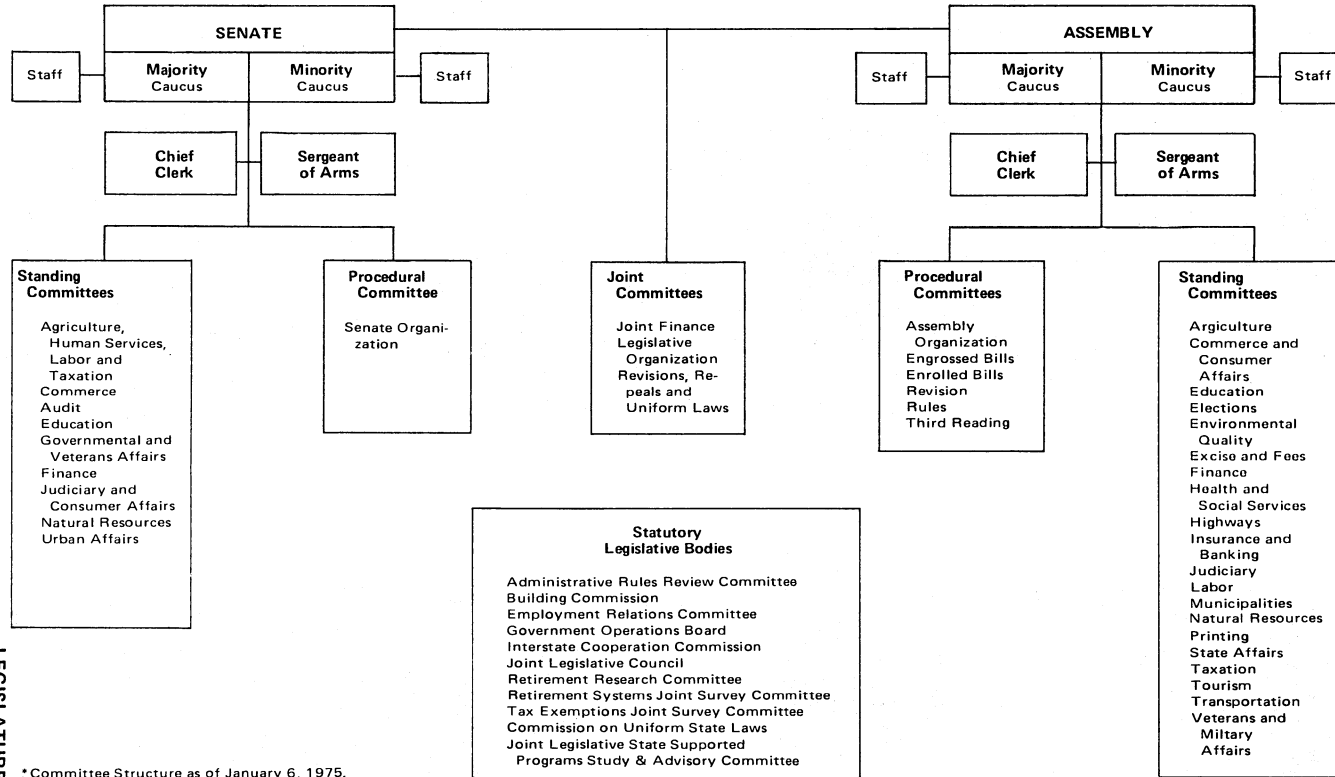 SENATE
ASSEMBLY
Staff
Majority
Caucus
Minority
Caucus
Staff
Staff
Majority
Caucus
Minority
Caucus
Staff
Chief
Clerk
Sergeant
of Arms
Chief
Clerk
Sergeant
of Arms
Standing
Committees
Agriculture,
Human Services,
Labor and
Taxation
Commerce
Audit
Education
Governmental and
Veterans Affairs
Finance
Judiciary and
Consumer Affairs
Natural Resources
Urban Affairs
Procedural
Committee
Senate Organi-
zation
Joint
Committees
Joint Finance
Legislative
Organization
Revisions, Re-
peals and
Uniform Laws
Procedural
Committees
Assembly
Organization
Engrossed Bills
Enrolled Bills
Revision
Rules
Third Reading
Standing
Committees
Argiculture
Commerce and
Consumer
Affairs
Education
Elections
Environmental
Quality
Excise and Fees
Finance
Health and
Social Services
Highways
Insurance and
Banking
Judiciary
Labor
Municipalities
Natural Resources
Printing
State Affairs
Taxation
Tourism
Transportation
Veterans and
Miltary
Affairs
Statutory
Legislative Bodies
Administrative Rules Review Committee
Building Commission
Employment Relations Committee
Government Operations Board
Interstate Cooperation Commission
Joint Legislative Council
Retirement Research Committee
Retirement Systems Joint Survey Committee
Tax Exemptions Joint Survey Committee
Commission on Uniform State Laws
Joint Legislative State Supported
Programs Study & Advisory Committee
LEGISLATURE
*Committee Structure as of January 6, 1975.